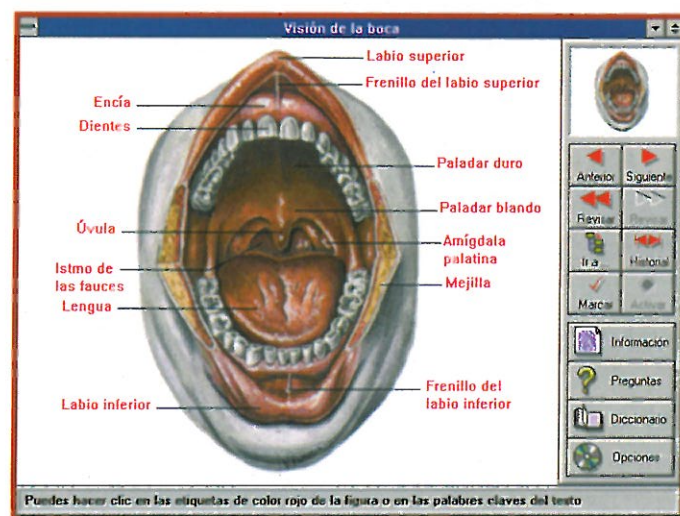 Visión de la boca
Labio superior
Frenillo del labio superior
Encía
Dientes
Paladar duro
Paladar blando
Úvula
Amígdala
palatina
Istmo de
las fauces
Mejilla
Lengua
Frenillo del
labio inferior
Labio inferior
Anterior
Siguiente
Revisar
Revisar
Ir a...
Historial
Marcar
Activar
Información
Preguntas
Diccionario
Opciones
Puedes hacer clic en las etiquetas de color rojo de la figura o en las palabras claves del texto